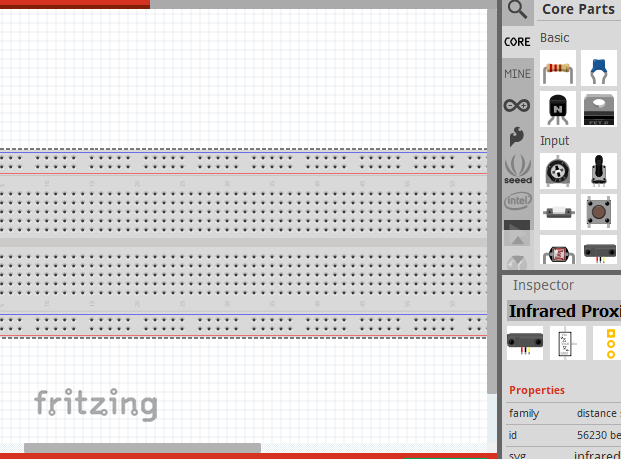 Core Parts
CORE
Basic
MINE
N
FET
Input
seeed
intel
Inspector
Infrared Proxi
fritzing
Properties
family distance s
id 56230 be
svg infrared